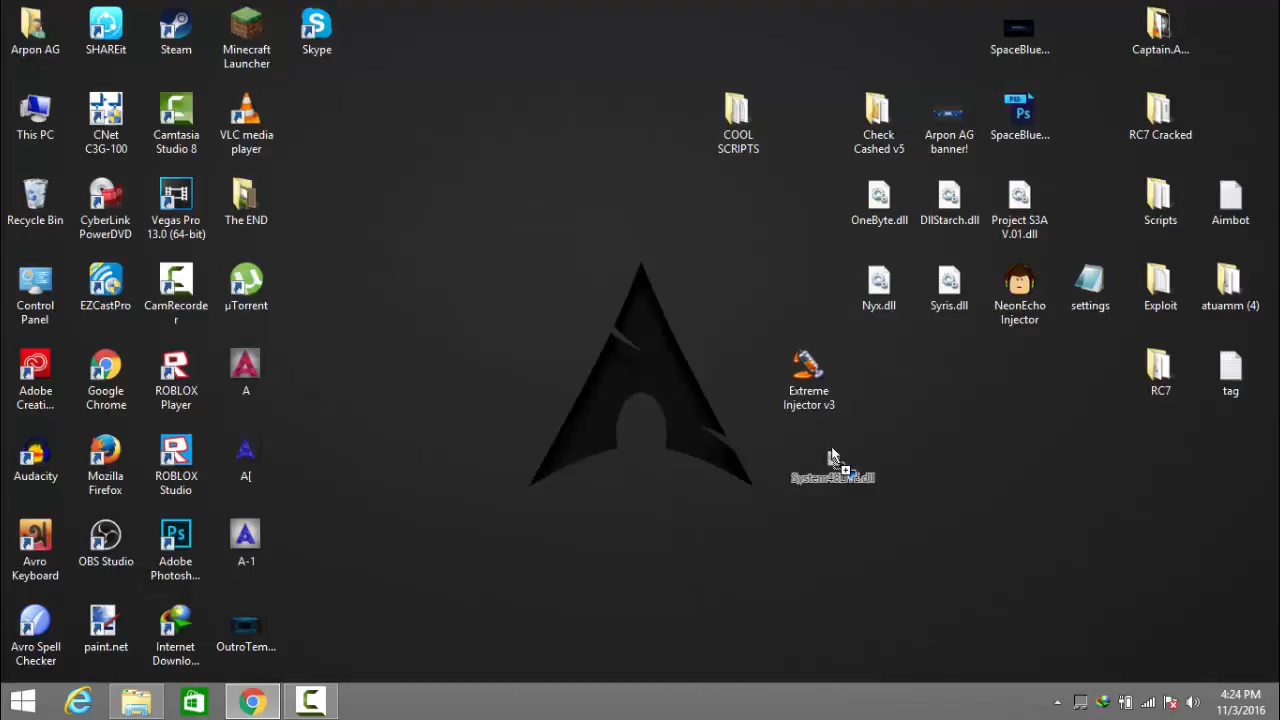 Arpon AG
SHAREit
Steam
Minecraft
Launcher
Skype
SpaceBlue...
Captain.A...
This PC
CNet
C3G-100
Camtasia
Studio 8
VLC media
player
COOL
SCRIPTS
Check
Cashed v5
Arpon AG
banner!
PSD
Ps
SpaceBlue...
RC7 Cracked
Recycle Bin
CyberLink
PowerDVD
Vegas Pro
13.0 (64-bit)
The END
OneByte.dll
DllStarch.dll
Project S3A
V.01.dll
Scripts
Aimbot
Control
Panel
EZCastPro
CamRecorde
r
µTorrent
Nyx.dll
Syris.dll
NeonEcho
Injector
settings
Exploit
atuamm (4)
Adobe
Creati...
Google
Chrome
ROBLOX
Player
A
Extreme
Injector v3
RC7
tag
Audacity
Mozilla
Firefox
ROBLOX
Studio
A[
Avro
Keyboard
OBS Studio
Ps
Adobe
Photosh...
A-1
Avro Spell
Checker
paint.net
Internet
Downlo...
OutroTem...
4:24 PM
11/3/2016